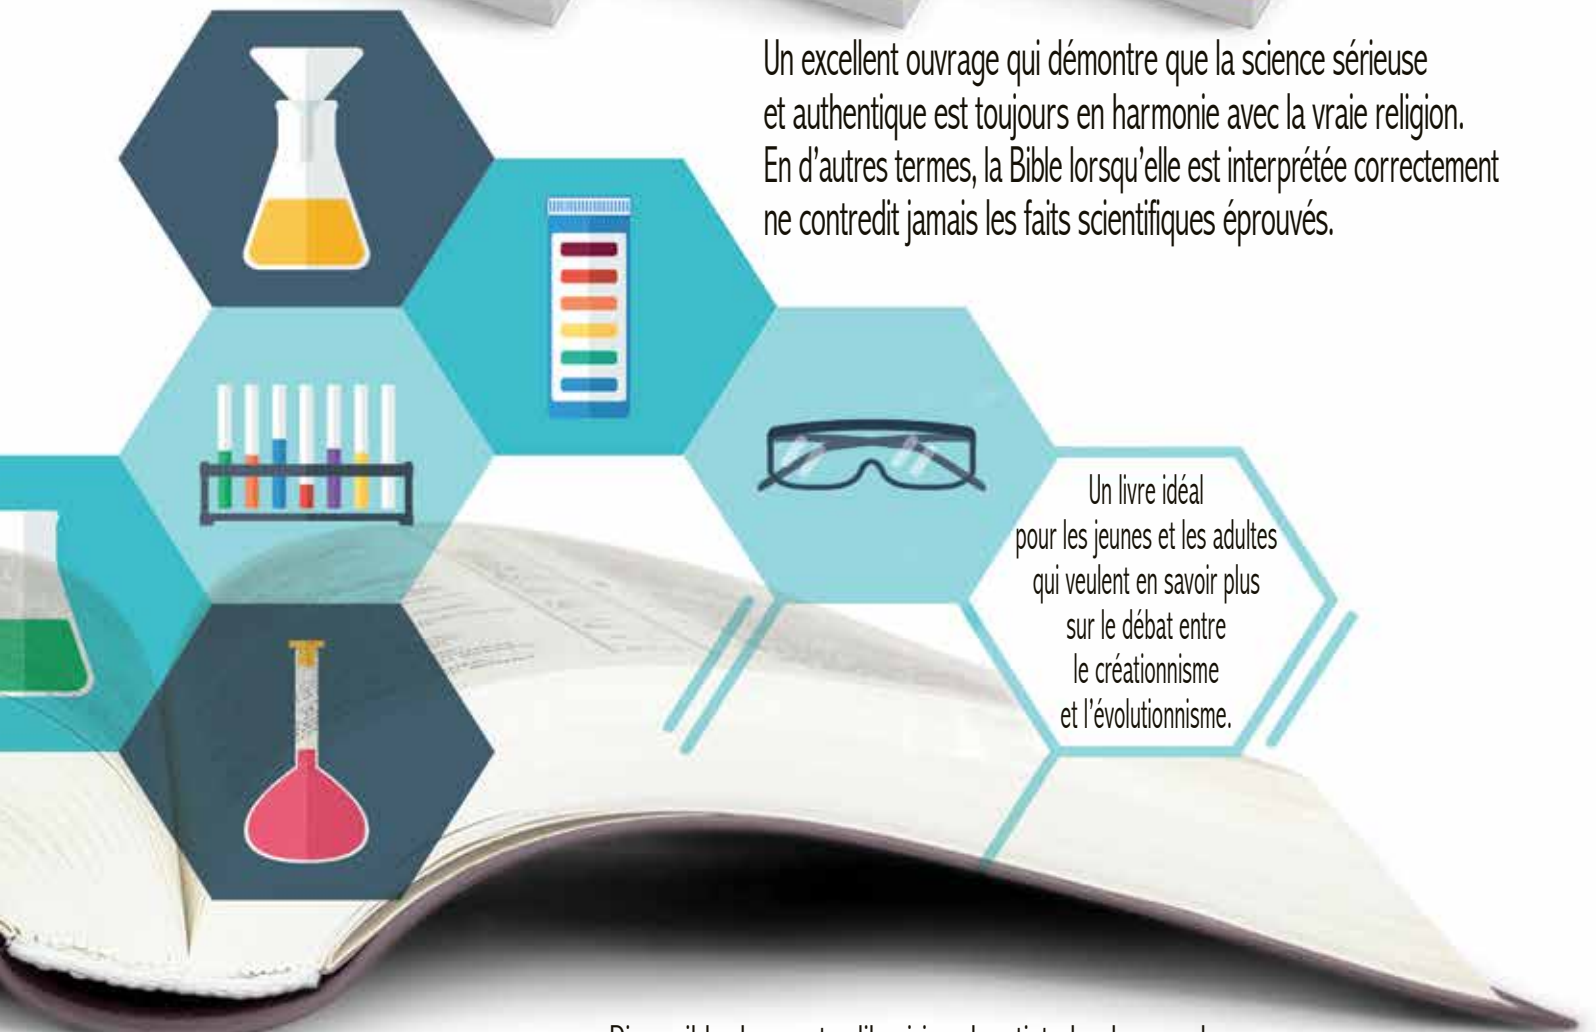 Un excellent ouvrage qui démontre que la science sérieuse
et authentique est toujours en harmonie avec la vraie religion.
En d’autres termes, la Bible lorsqu’elle est interprétée correctement
ne contredit jamais les faits scientifiques éprouvés.
Un livre idéal
pour les jeunes et les adultes
qui veulent en savoir plus
sur le débat entre
le créationnisme
et l’évolutionnisme.